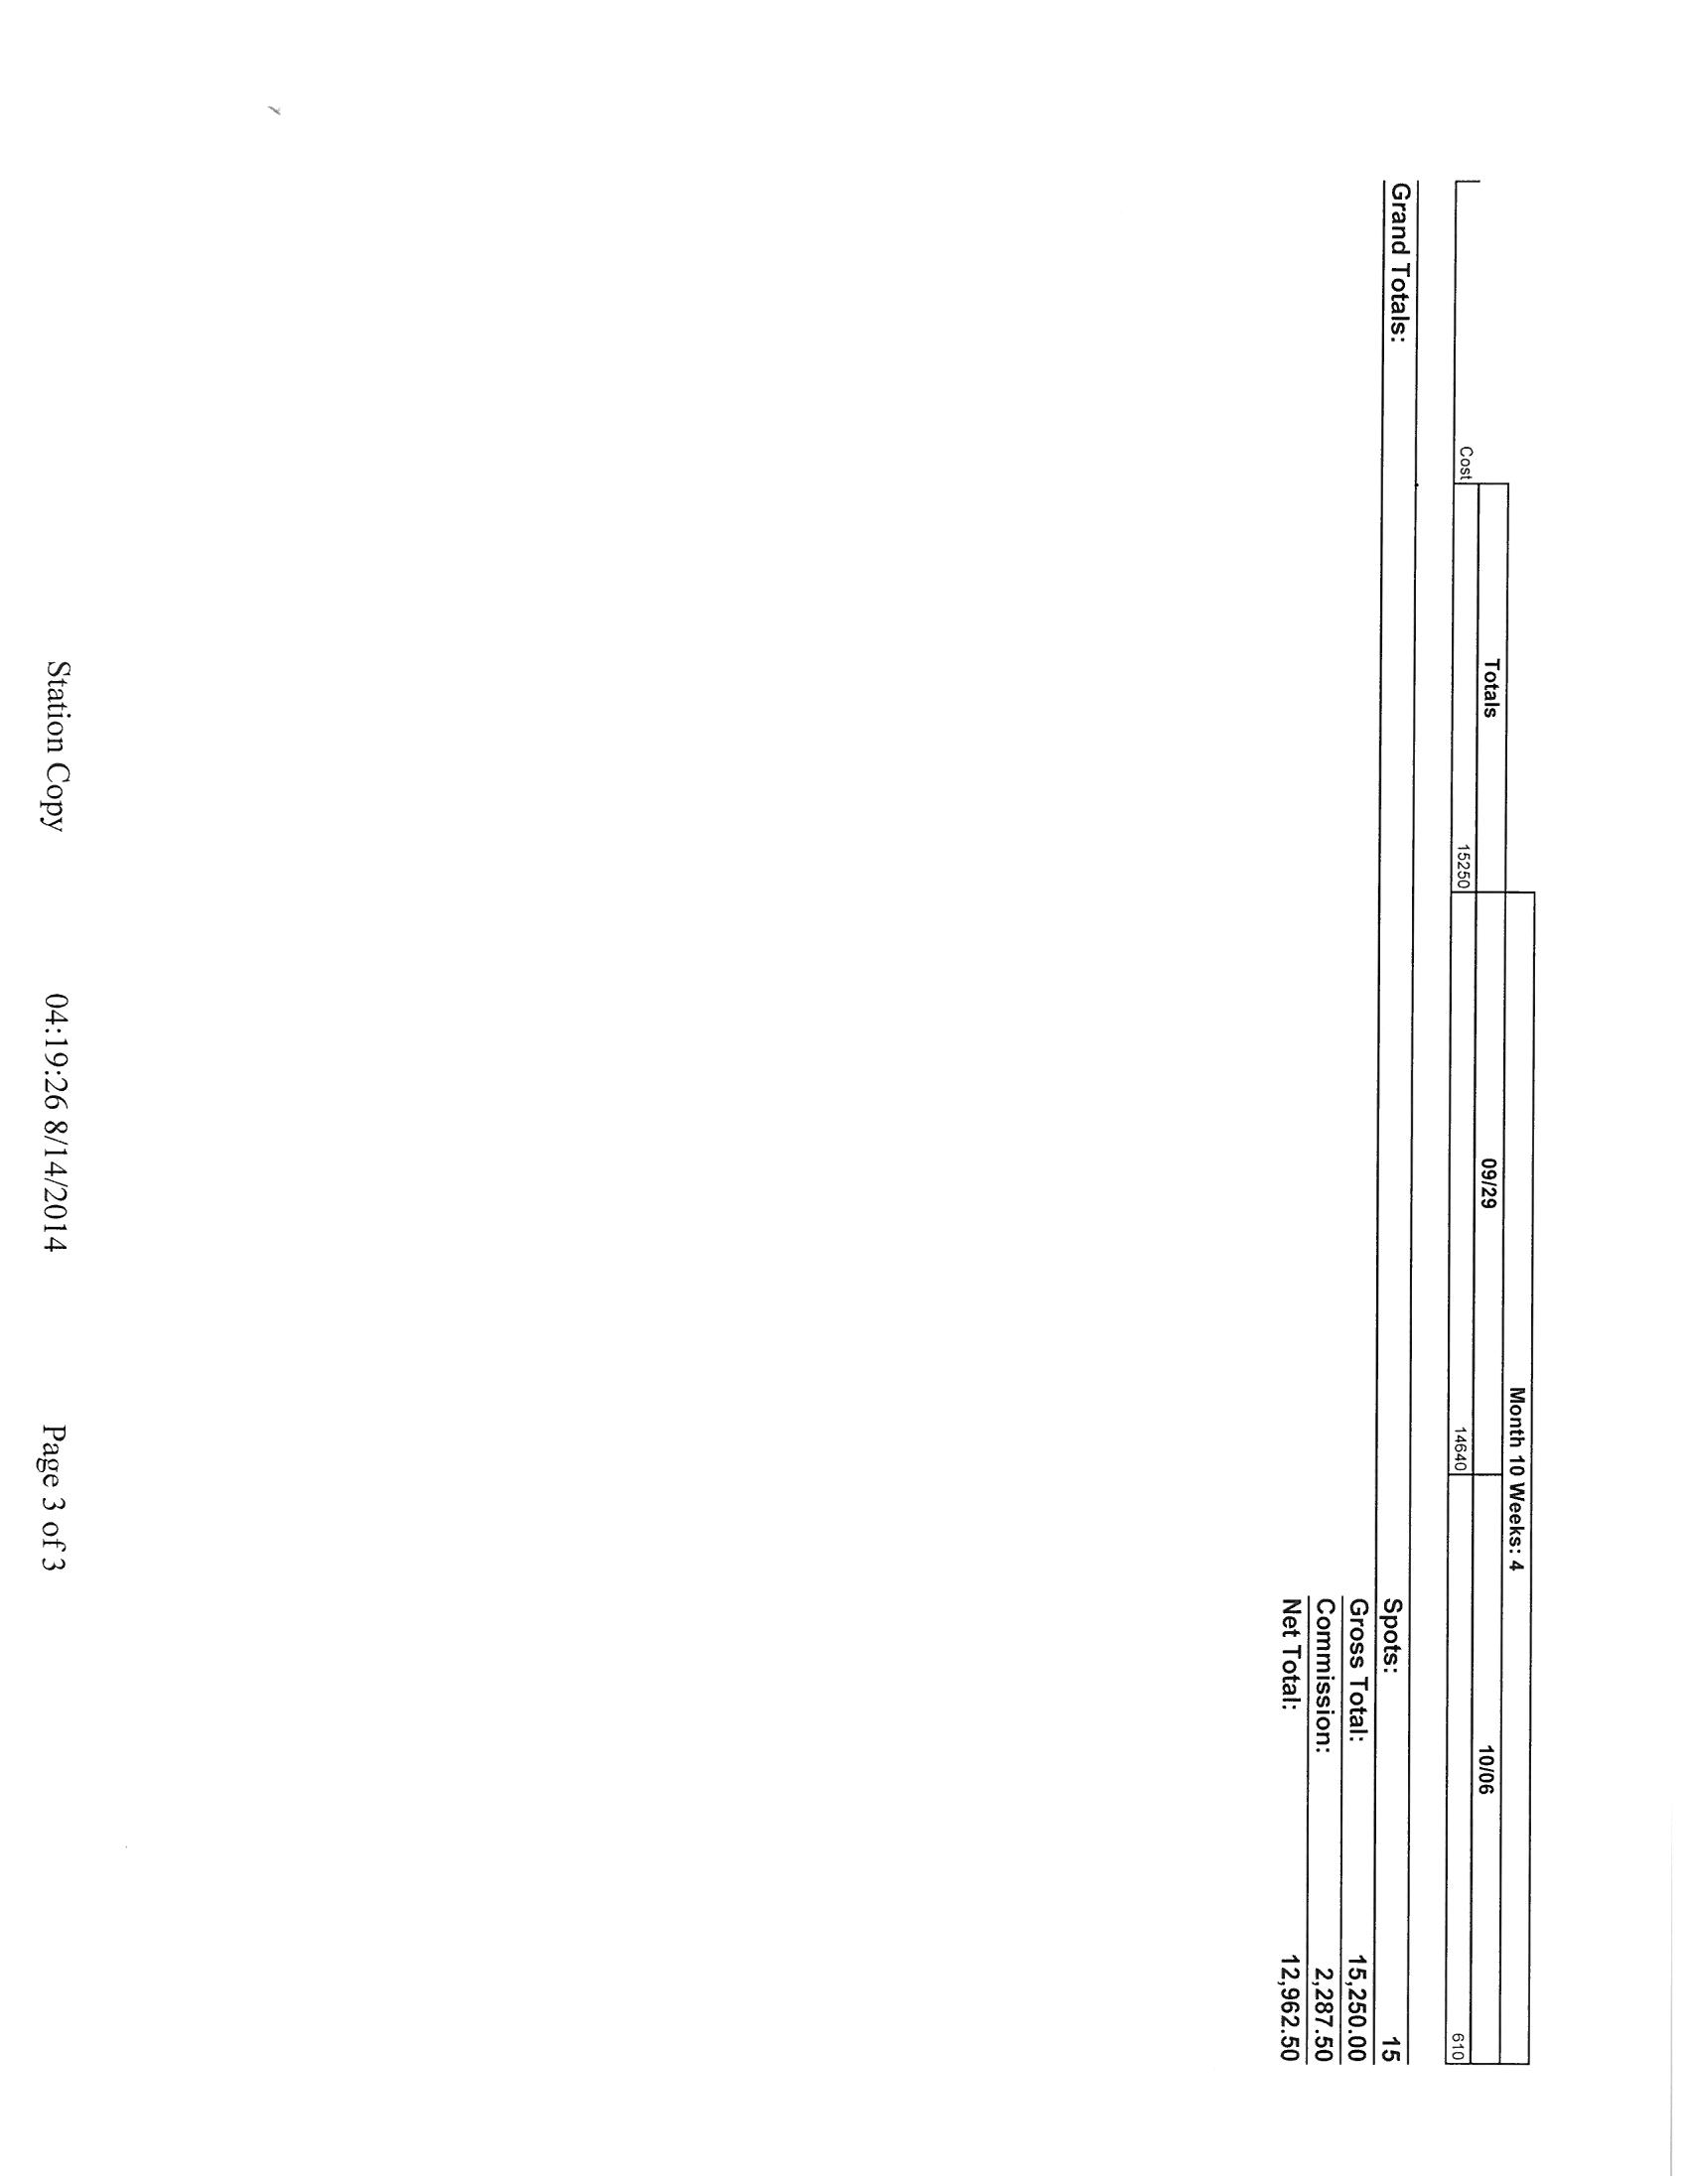 Month 10 Weeks: 4
Totals 09/29 10/06
Cost 15250 14640 610
Grand Totals: Spots: 15
Gross Total: 15,250.00
Commission: 2,287.50
Net Total: 12,962.50
Station Copy 04:19:26 8/14/2014 Page 3 of 3